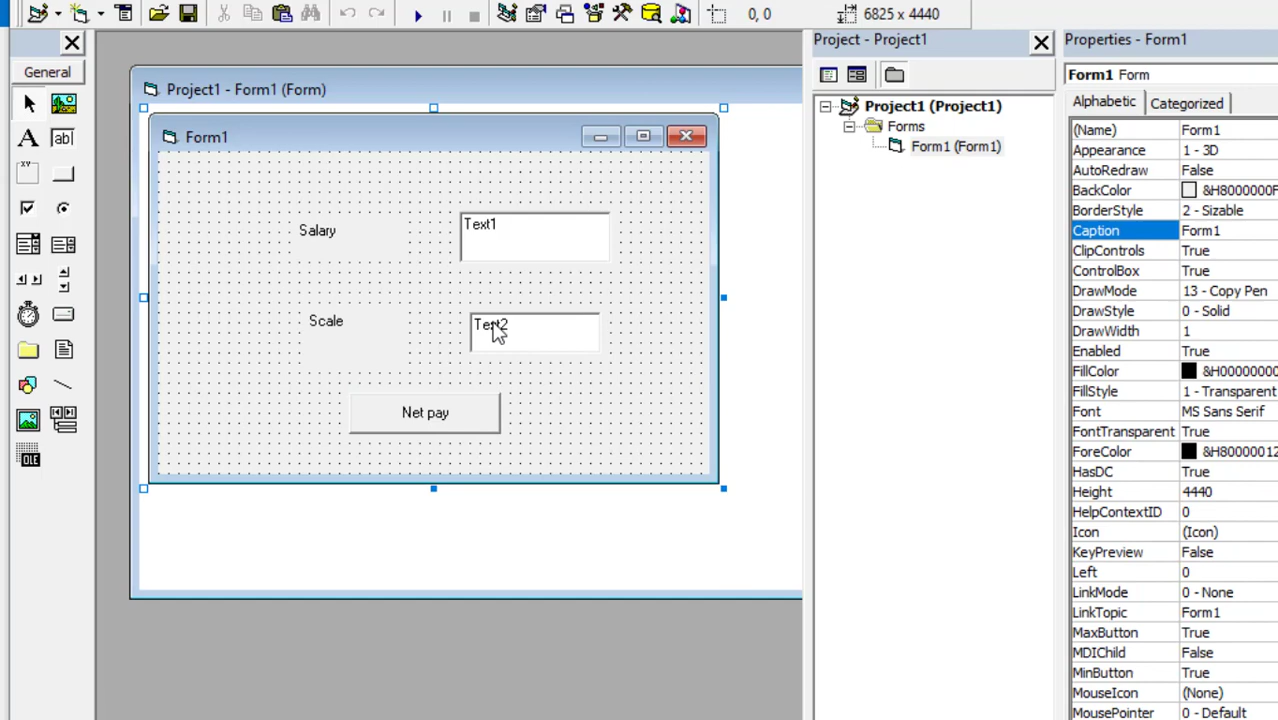 0, 0
6825 x 4440
Project - Project1
Properties - Form1
General
Form1 Form
Project1 - Form1 (Form)
Alphabetic
Categorized
Project1 (Project1)
Forms
Form1 (Form1)
Form1
Salary
Text1
Scale
Text2
Net pay
A
ab|
XY
OLE
(Name) Form1
Appearance 1 - 3D
AutoRedraw False
BackColor &H8000000F
BorderStyle 2 - Sizable
Caption Form1
ClipControls True
ControlBox True
DrawMode 13 - Copy Pen
DrawStyle 0 - Solid
DrawWidth 1
Enabled True
FillColor &H00000000
FillStyle 1 - Transparent
Font MS Sans Serif
FontTransparent True
ForeColor &H80000012
HasDC True
Height 4440
HelpContextID 0
Icon (Icon)
KeyPreview False
Left 0
LinkMode 0 - None
LinkTopic Form1
MaxButton True
MDIChild False
MinButton True
MouseIcon (None)
MousePointer 0 - Default